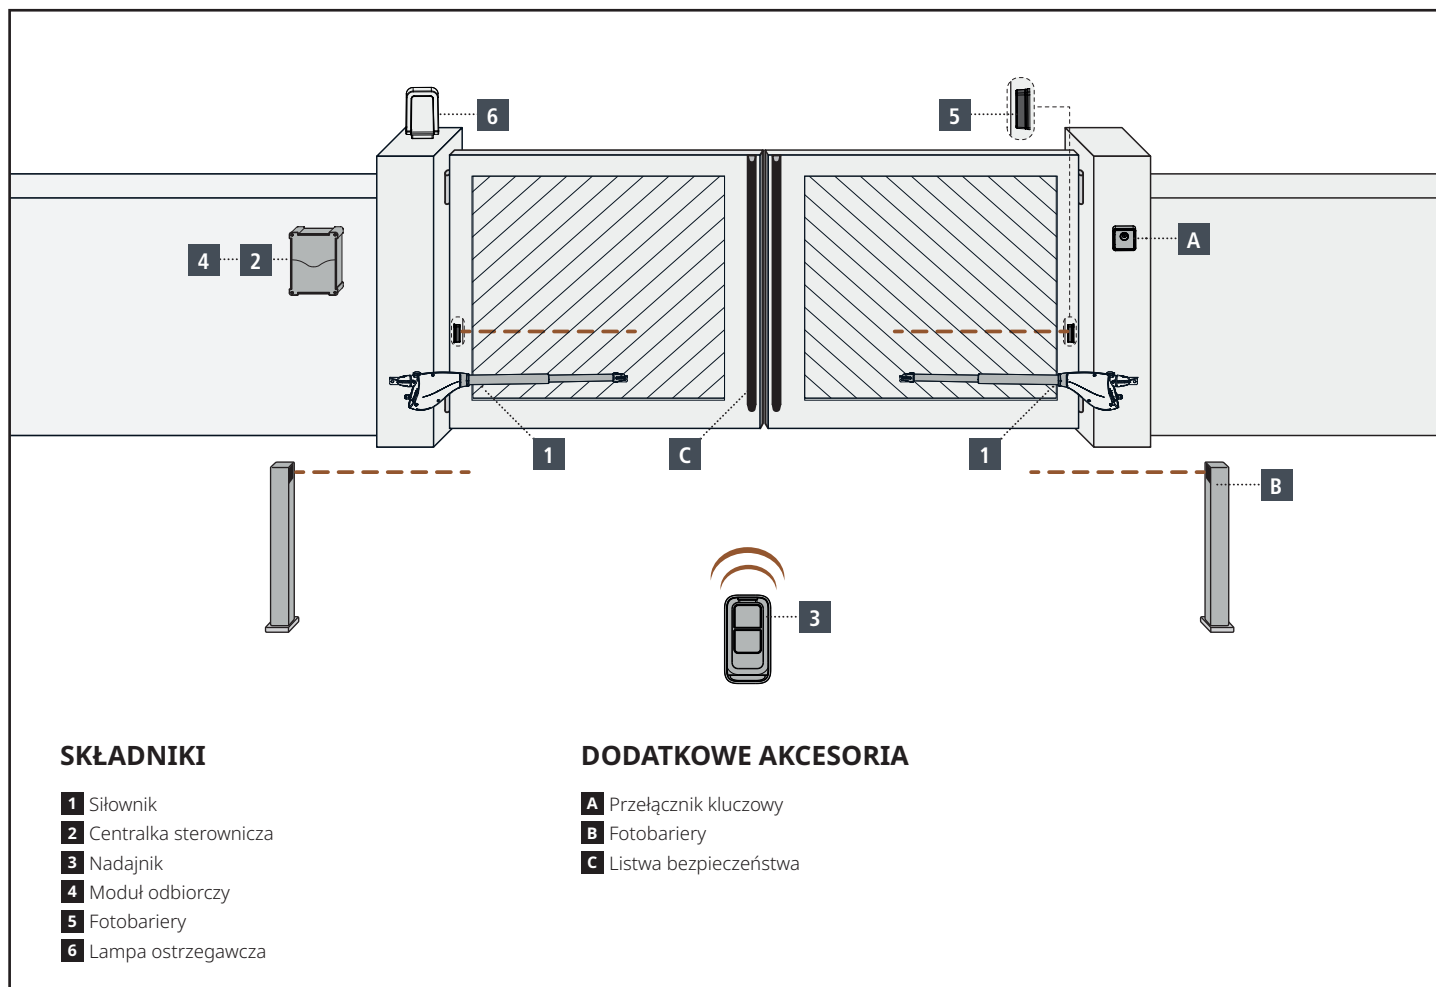 6
5
A
4
2
1
C
1
B
3
SKŁADNIKI
1 Siłownik
2 Centralka sterownicza
3 Nadajnik
4 Moduł odbiorczy
5 Fotobariery
6 Lampa ostrzegawcza
DODATKOWE AKCESORIA
A Przełącznik kluczowy
B Fotobariery
C Listwa bezpieczeństwa